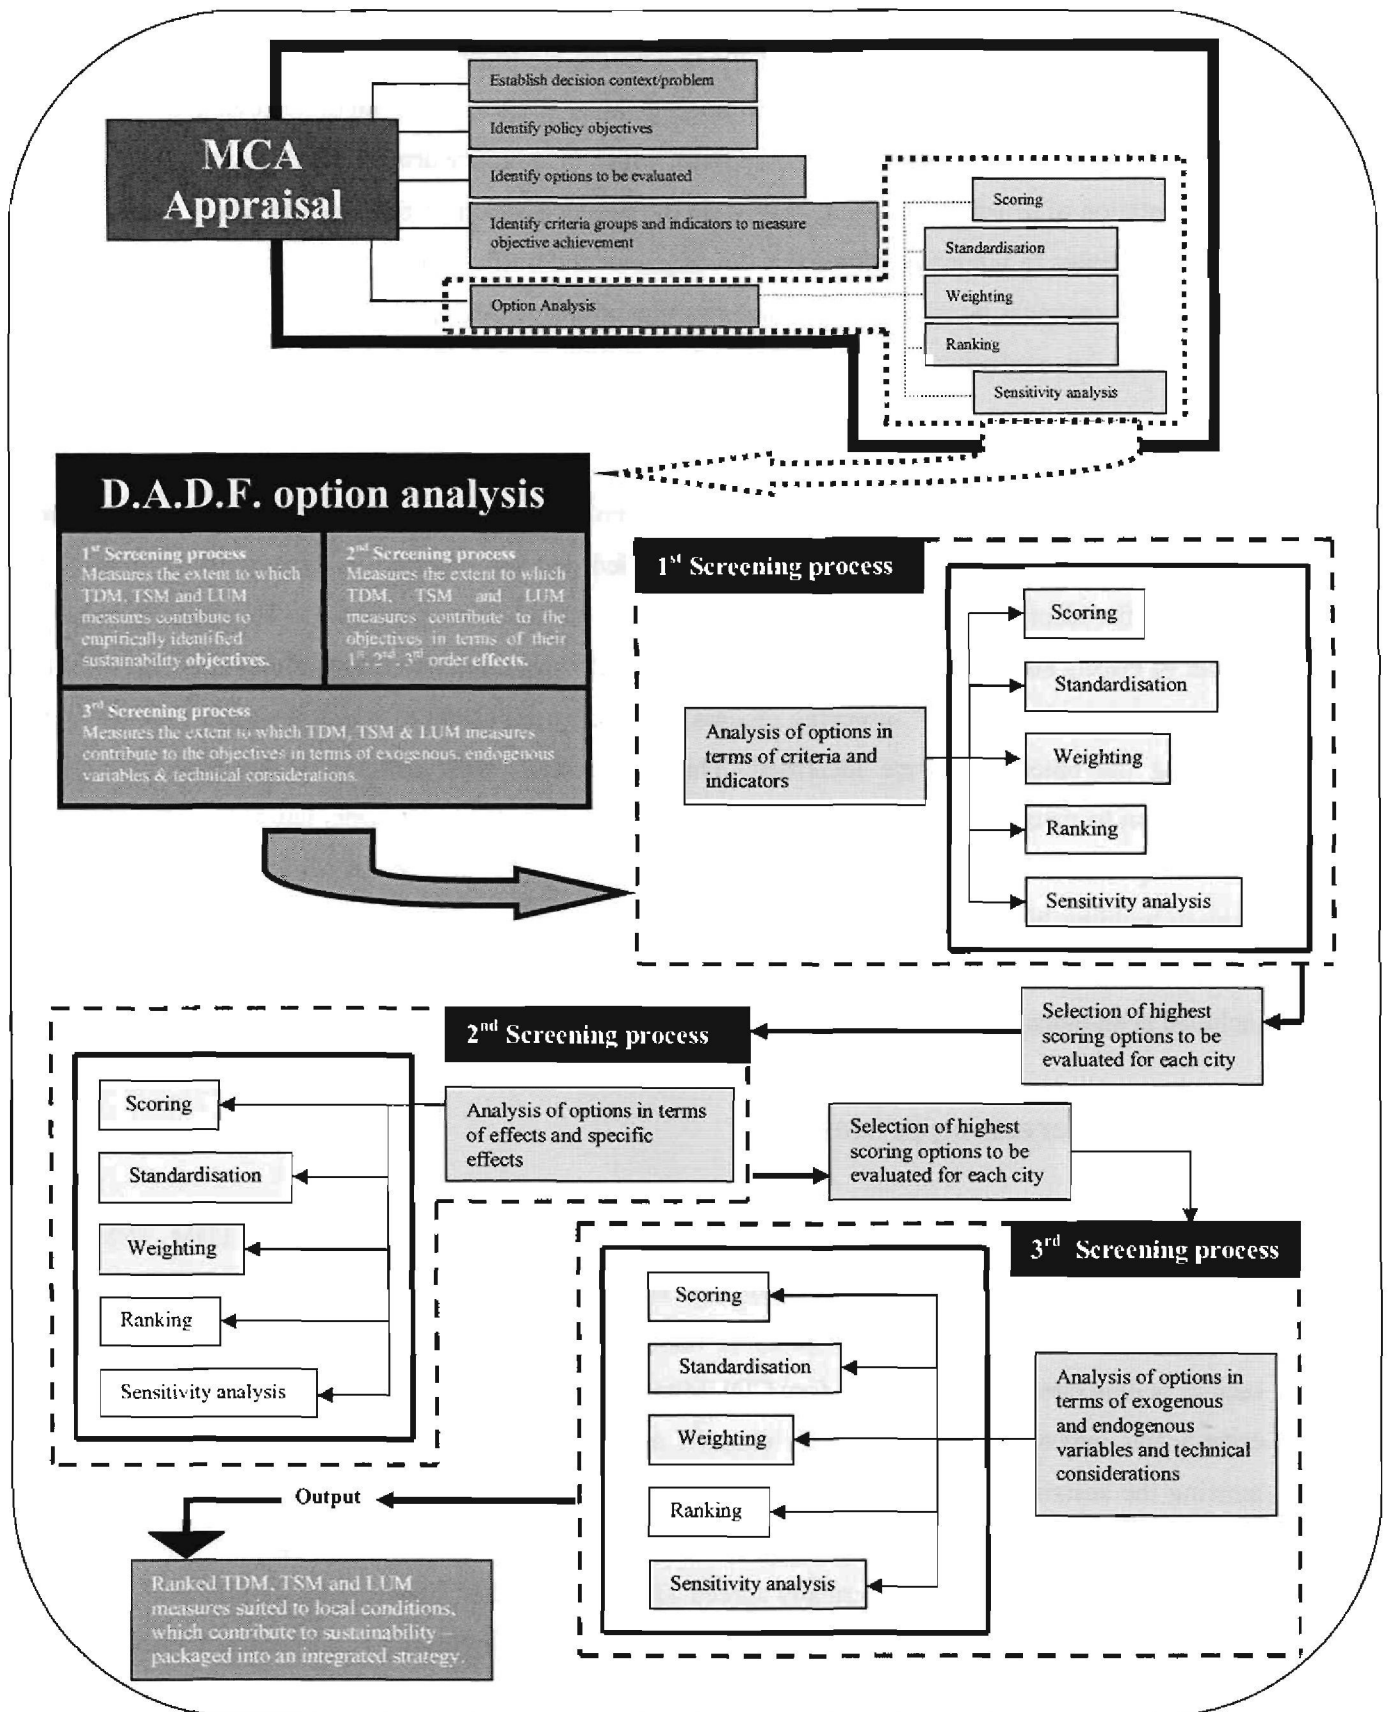 MCA
Appraisal
Establish decision context/problem
Identify policy objectives
Identify options to be evaluated
Identify criteria groups and indicators to measure
objective achievement
Option Analysis
Scoring
Standardisation
Weighting
Ranking
Sensitivity analysis
D.A.D.F. option analysis
1st Screening process
Measures the extent to which
TDM, TSM and LUM
measures contribute to
empirically identified
sustainability objectives.
2nd Screening process
Measures the extent to which
TDM, TSM and LUM
measures contribute to the
objectives in terms of their
1st, 2nd, 3rd order effects.
3rd Screening process
Measures the extent to which TDM, TSM & LUM measures
contribute to the objectives in terms of exogenous, endogenous
variables & technical considerations.
1st Screening process
Analysis of options in
terms of criteria and
indicators
Scoring
Standardisation
Weighting
Ranking
Sensitivity analysis
Selection of highest
scoring options to be
evaluated for each city
2nd Screening process
Analysis of options in terms
of effects and specific
effects
Scoring
Standardisation
Weighting
Ranking
Sensitivity analysis
Selection of highest
scoring options to be
evaluated for each city
3rd Screening process
Analysis of options in
terms of exogenous
and endogenous
variables and technical
considerations
Scoring
Standardisation
Weighting
Ranking
Sensitivity analysis
Output
Ranked TDM, TSM and LUM
measures suited to local conditions,
which contribute to sustainability –
packaged into an integrated strategy.